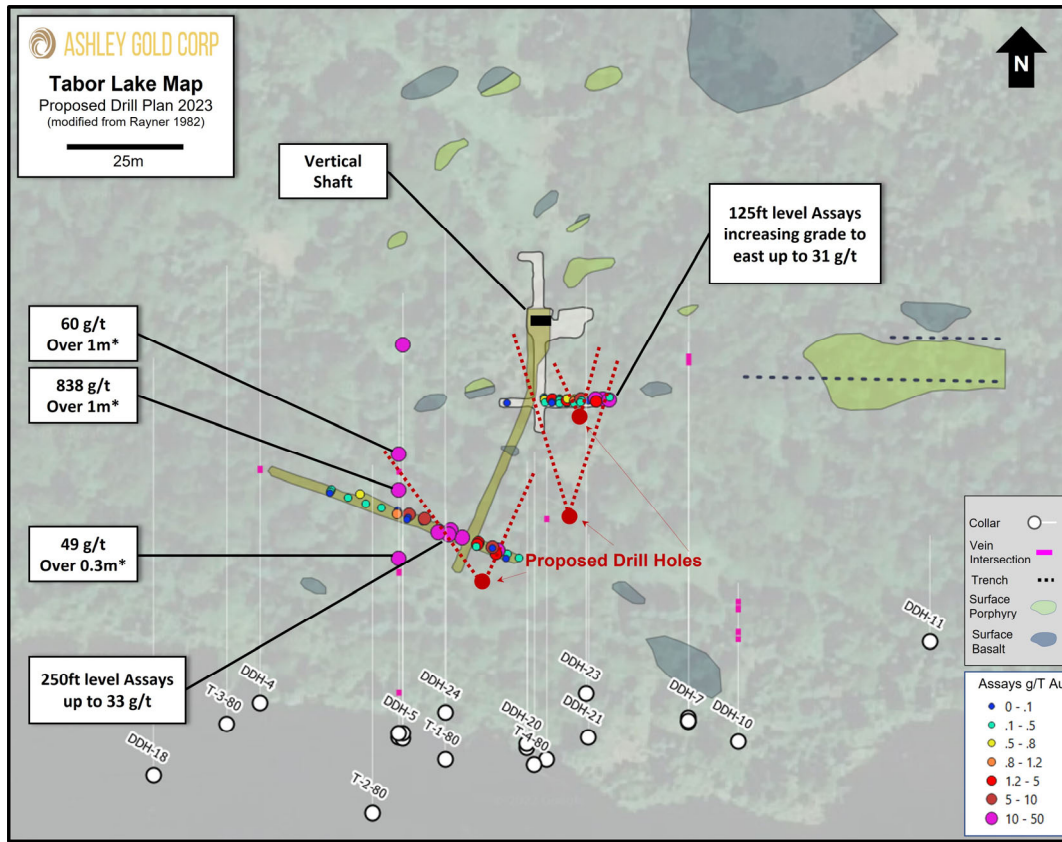 ASHLEY GOLD CORP
Tabor Lake Map
Proposed Drill Plan 2023
(modified from Rayner 1982)
25m
N
Vertical
Shaft
125ft level Assays
increasing grade to
east up to 31 g/t
60 g/t
Over 1m*
838 g/t
Over 1m*
49 g/t
Over 0.3m*
250ft level Assays
up to 33 g/t
Proposed Drill Holes
Collar
Vein
Intersection
Trench
Surface
Porphyry
Surface
Basalt
DDH-11
DDH-4
T-3-80
DDH-18
DDH-5
DDH-24
T-1-80
T-2-80
DDH-20
T-4-80
DDH-23
DDH-21
DDH-7
DDH-10
Assays g/T Au
0 - .1
.1 - .5
.5 - .8
.8 - 1.2
1.2 - 5
5 - 10
10 - 50